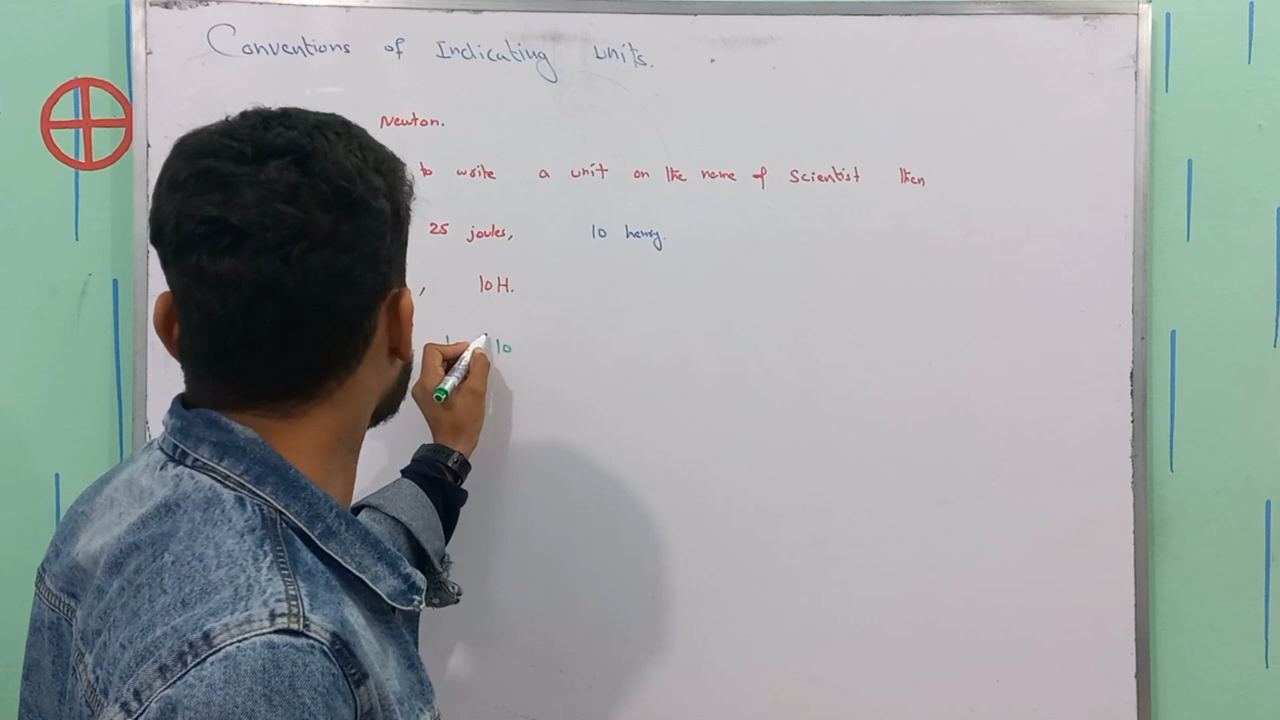 Conventions of Indicating units.
Newton.
to write a unit on the name of Scientist then
25 joules, 10 henry.
, 10H.
10